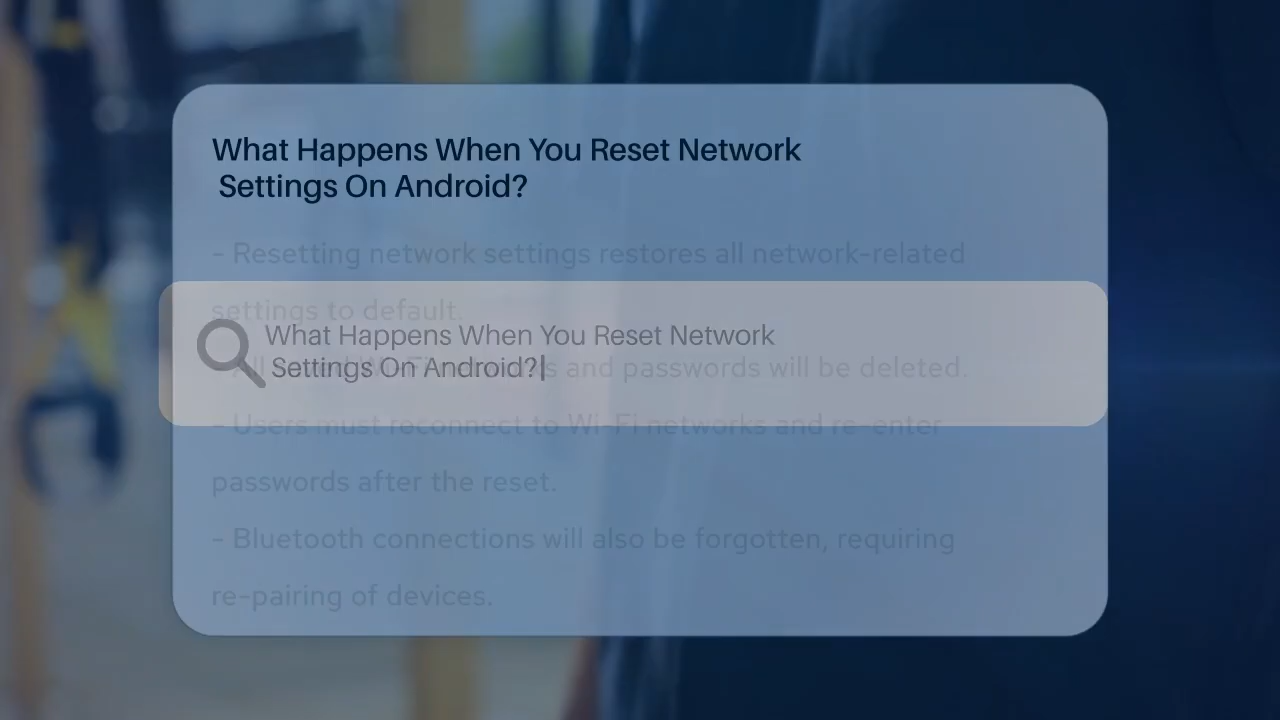 What Happens When You Reset Network
Settings On Android?
- Resetting network settings restores all network-related
settings to default.
What Happens When You Reset Network
Settings On Android?
and passwords will be deleted.
- Users must reconnect to Wi-Fi networks and re-enter
passwords after the reset.
- Bluetooth connections will also be forgotten, requiring
re-pairing of devices.